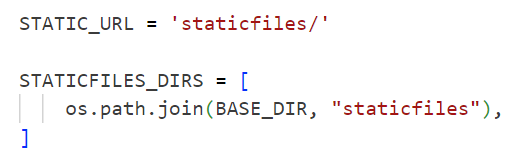 STATIC_URL = 'staticfiles/'
STATICFILES_DIRS = [
    os.path.join(BASE_DIR, "staticfiles"),
]